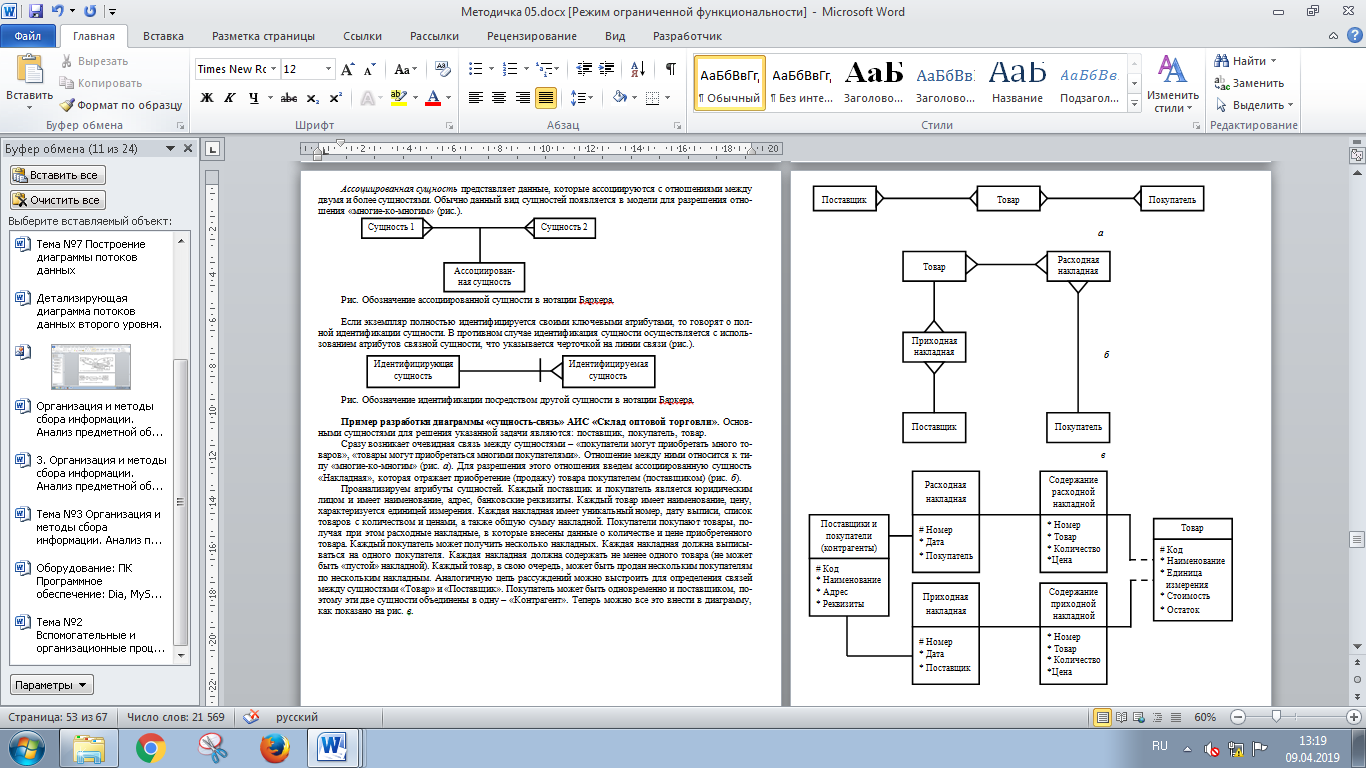 Методичка 05.docx [Режим ограниченной функциональности] - Microsoft Word
Файл
Главная
Вставка
Разметка страницы
Ссылки
Рассылки
Рецензирование
Вид
Разработчик
Вставить
Вырезать
Копировать
Формат по образцу
Буфер обмена
Times New Ro
12
Шрифт
Абзац
АаБбВвГг,
¶ Обычный
АаБбВвГг,
¶ Без инте...
АаБ
Заголово...
АаБбВв
Заголово...
АаБ
Название
АаБбВв
Подзагол...
Стили
Изменить
стили
Найти
Заменить
Выделить
Редактирование
Буфер обмена (11 из 24)
Вставить все
Очистить все
Выберите вставляемый объект:
Тема №7 Построение
диаграммы потоков
данных
Детализирующая
диаграмма потоков
данных второго уровня.
Организация и методы
сбора информации.
Анализ предметной об...
3. Организация и методы
сбора информации.
Анализ предметной об...
Тема №3 Организация и
методы сбора
информации. Анализ п...
Оборудование: ПК
Программное
обеспечение: Dia, MyS...
Тема №2
Вспомогательные и
организационные проц...
Параметры
Ассоциированная сущность представляет данные, которые ассоциируются с отношениями между
двумя и более сущностями. Обычно данный вид сущностей появляется в модели для разрешения отно-
шения «многие-ко-многим» (рис.).
Сущность 1
Сущность 2
Ассоциирован-
ная сущность
Рис. Обозначение ассоциированной сущности в нотации Баркера.
Если экземпляр полностью идентифицируется своими ключевыми атрибутами, то говорят о пол-
ной идентификации сущности. В противном случае идентификация сущности осуществляется с исполь-
зованием атрибутов связной сущности, что указывается черточкой на линии связи (рис.).
Идентифицирующая
сущность
Идентифицируемая
сущность
Рис. Обозначение идентификации посредством другой сущности в нотации Баркера.
Пример разработки диаграммы «сущность-связь» АИС «Склад оптовой торговли». Основ-
ными сущностями для решения указанной задачи являются: поставщик, покупатель, товар.
Сразу возникает очевидная связь между сущностями – «покупатели могут приобретать много то-
варов», «товары могут приобретаться многими покупателями». Отношение между ними относится к ти-
пу «многие-ко-многим» (рис. а). Для разрешения этого отношения введем ассоциированную сущность
«Накладная», которая отражает приобретение (продажу) товара покупателем (поставщиком) (рис. б).
Проанализируем атрибуты сущностей. Каждый поставщик и покупатель является юридическим
лицом и имеет наименование, адрес, банковские реквизиты. Каждый товар имеет наименование, цену,
характеризуется единицей измерения. Каждая накладная имеет уникальный номер, дату выписи, список
товаров с количеством и ценами, а также общую сумму накладной. Покупатели покупают товары, по-
лучая при этом расходные накладные, в которые внесены данные о количестве и цене приобретенного
товара. Каждый покупатель может получить несколько накладных. Каждая накладная должна выписы-
ваться на одного покупателя. Каждая накладная должна содержать не менее одного товара (не может
быть «пустой» накладной). Каждый товар, в свою очередь, может быть продан нескольким покупателям
по нескольким накладным. Аналогичную цепь рассуждений можно выстроить для определения связей
между сущностями «Товар» и «Поставщик». Покупатель может быть одновременно и поставщиком, по-
этому эти две сущности объединены в одну – «Контрагент». Теперь можно все это внести в диаграмму,
как показано на рис. в.
Поставщик
Товар
Покупатель
а
Товар
Расходная
накладная
Приходная
накладная
б
Поставщик
Покупатель
в
Поставщики и
покупатели
(контрагенты)
# Код
* Наименование
* Адрес
* Реквизиты
Расходная
накладная
# Номер
* Дата
* Покупатель
Содержание
расходной
накладной
* Номер
* Товар
* Количество
*Цена
Приходная
накладная
# Номер
* Дата
* Поставщик
Содержание
приходной
накладной
* Номер
* Товар
* Количество
*Цена
Товар
# Код
* Наименование
* Единица
измерения
* Стоимость
* Остаток
Страница: 53 из 67
Число слов: 21 569
русский
60%
RU
13:19
09.04.2019